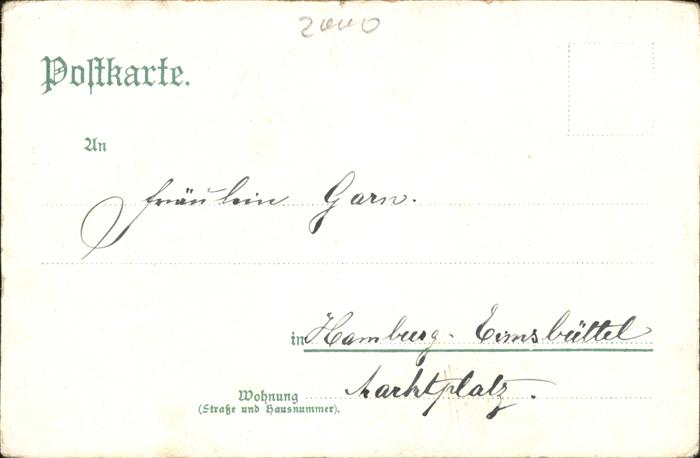 2000
Postkarte.
An
Fräulein Garn.
in Hamburg-Eimsbüttel
Marktplatz.
Wohnung
(Straße und Hausnummer).